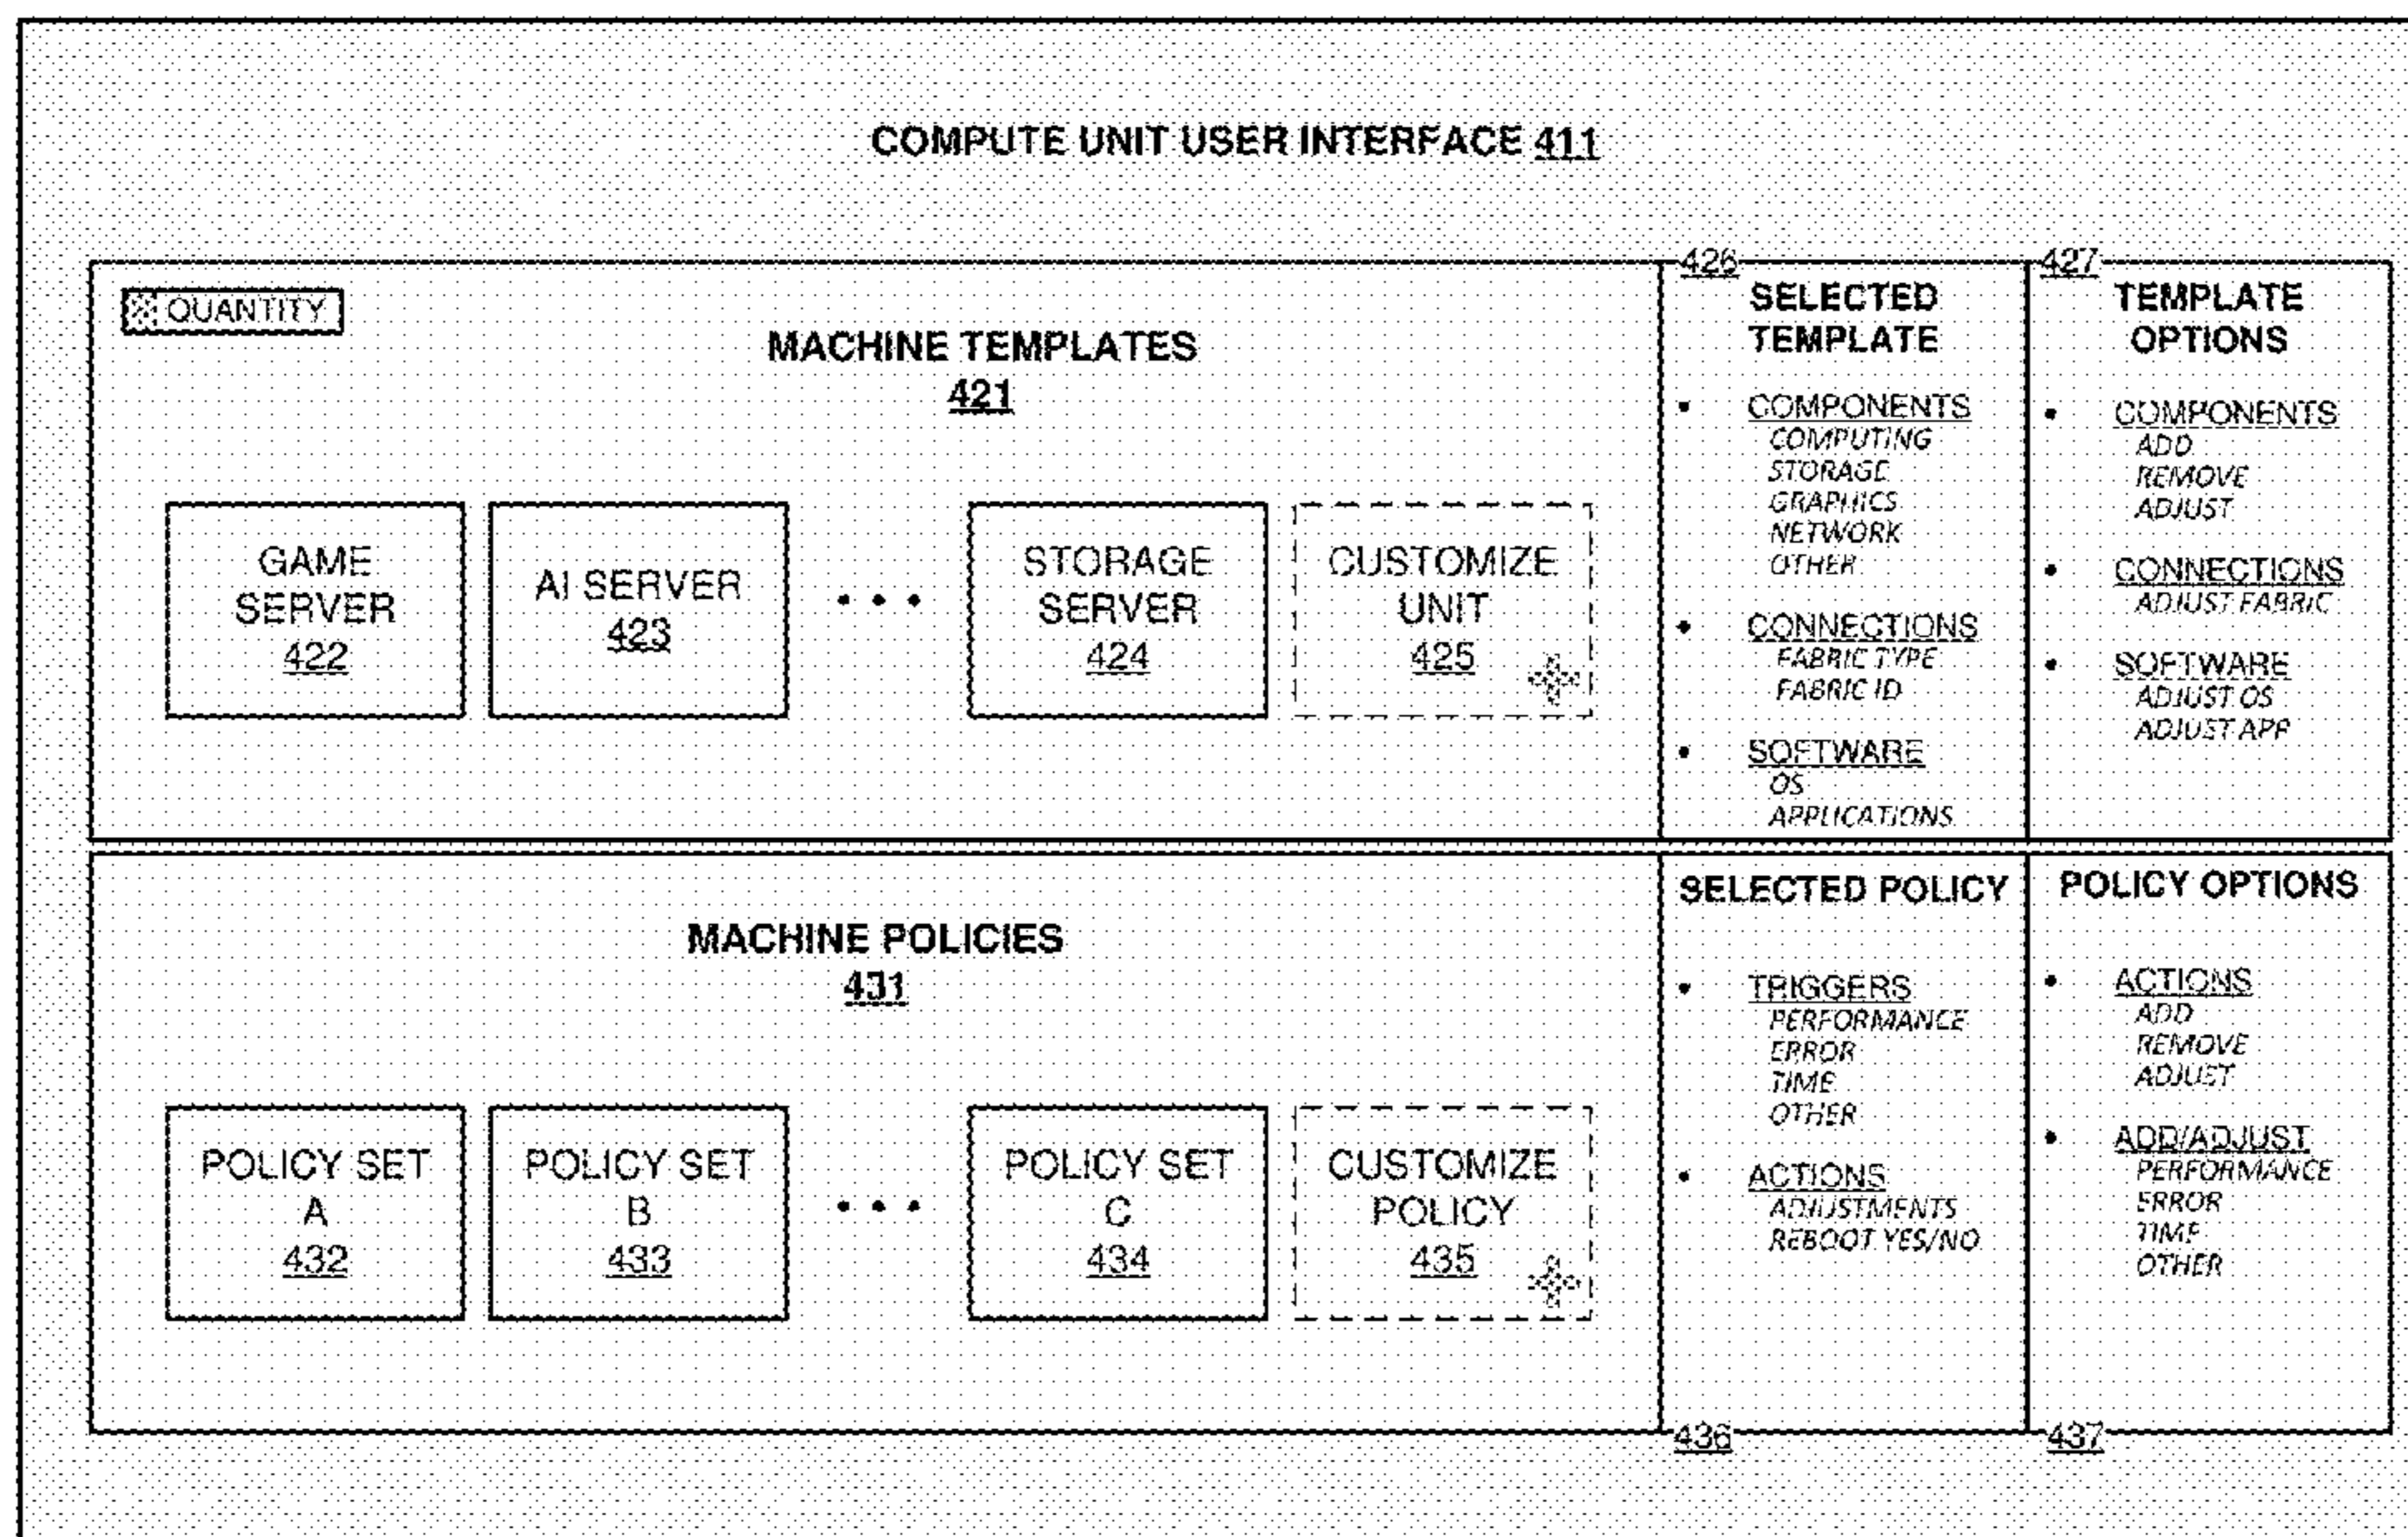 COMPUTE UNIT USER INTERFACE 411
QUANTITY
MACHINE TEMPLATES
421
GAME
SERVER
422
AI SERVER
423
• • •
STORAGE
SERVER
424
CUSTOMIZE
UNIT
425
426
SELECTED
TEMPLATE
• COMPONENTS
COMPUTING
STORAGE
GRAPHICS
NETWORK
OTHER
• CONNECTIONS
FABRIC TYPE
FABRIC ID
• SOFTWARE
OS
APPLICATIONS
427
TEMPLATE
OPTIONS
• COMPONENTS
ADD
REMOVE
ADJUST
• CONNECTIONS
ADJUST FABRIC
• SOFTWARE
ADJUST OS
ADJUST APP
MACHINE POLICIES
431
POLICY SET
A
432
POLICY SET
B
433
• • •
POLICY SET
C
434
CUSTOMIZE
POLICY
435
SELECTED POLICY
• TRIGGERS
PERFORMANCE
ERROR
TIME
OTHER
• ACTIONS
ADJUSTMENTS
REBOOT YES/NO
436
POLICY OPTIONS
• ACTIONS
ADD
REMOVE
ADJUST
• ADD/ADJUST
PERFORMANCE
ERROR
TIME
OTHER
437